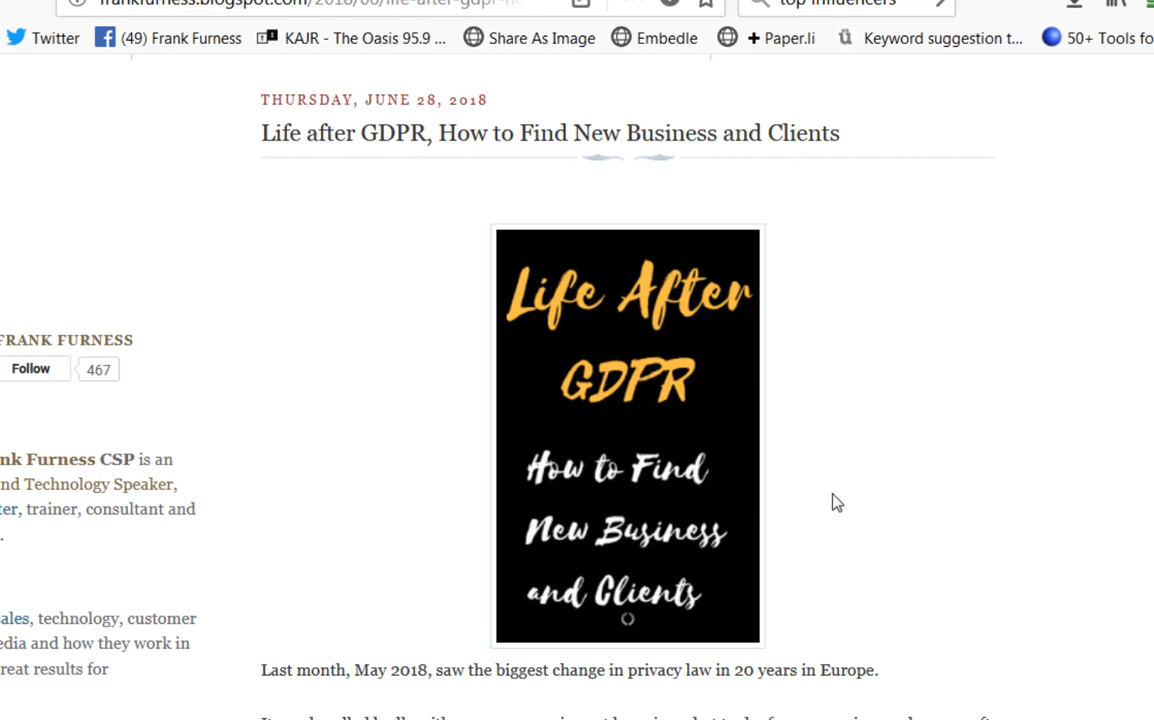 top influencers
Twitter
(49) Frank Furness
KAJR - The Oasis 95.9 ...
Share As Image
Embedle
+ Paper.li
Keyword suggestion t...
50+ Tools fo
THURSDAY, JUNE 28, 2018
Life after GDPR, How to Find New Business and Clients
Life After
GDPR
How to Find
New Business
and Clients
FRANK FURNESS
Follow
467
nk Furness CSP is an
nd Technology Speaker,
ter, trainer, consultant and
.
ales, technology, customer
edia and how they work in
reat results for
Last month, May 2018, saw the biggest change in privacy law in 20 years in Europe.